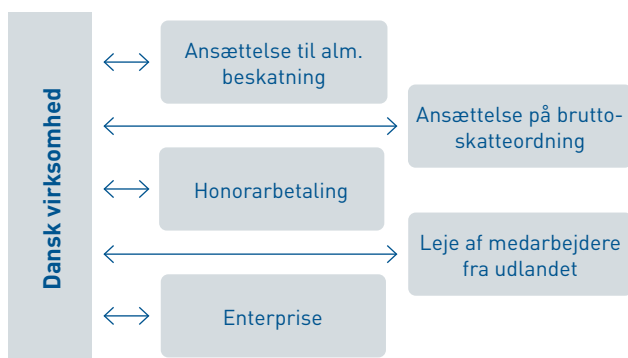 Dansk virksomhed
Ansættelse til alm.
beskatning
Ansættelse på brutto-
skatteordning
Honorarbetaling
Leje af medarbejdere
fra udlandet
Enterprise